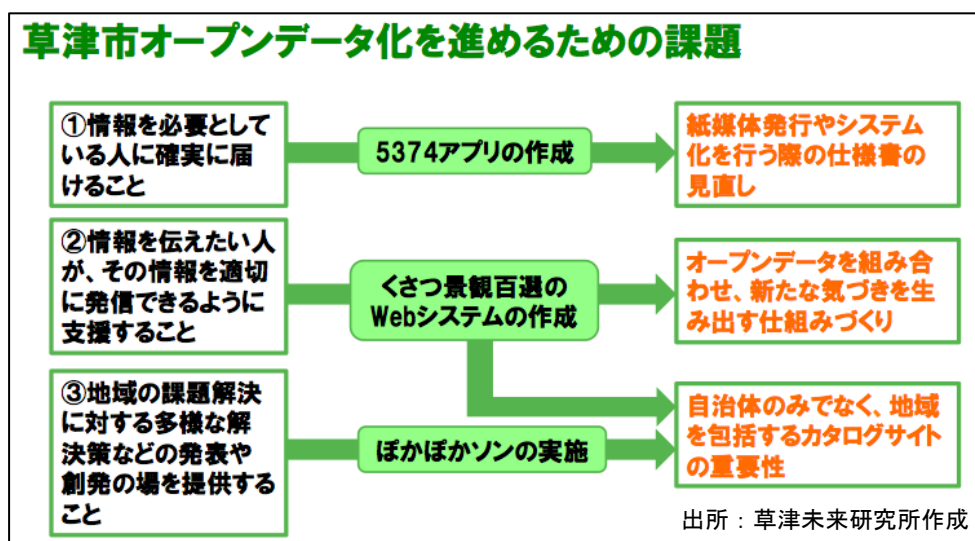 草津市オープンデータ化を進めるための課題
①情報を必要として
いる人に確実に届
けること
5374アプリの作成
紙媒体発行やシステム
化を行う際の仕様書の
見直し
②情報を伝えたい人
が、その情報を適切
に発信できるように
支援すること
くさつ景観百選の
Webシステムの作成
オープンデータを組み合
わせ、新たな気づきを生
み出す仕組みづくり
③地域の課題解決
に対する多様な解
決策などの発表や
創発の場を提供する
こと
ぽかぽかソンの実施
自治体のみでなく、地域
を包括するカタログサイト
の重要性
出所：草津未来研究所作成